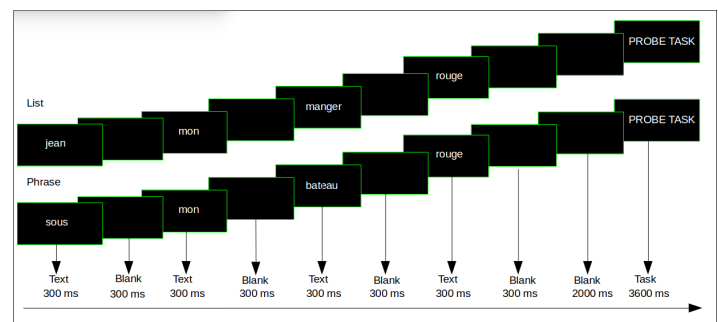 PROBE TASK
rouge
manger
List
mon
jean
PROBE TASK
rouge
Phrase
bateau
mon
sous
Text Blank Text Blank Text Blank Text Blank Blank Task
300 ms 300 ms 300 ms 300 ms 300 ms 300 ms 300 ms 300 ms 2000 ms 3600 ms